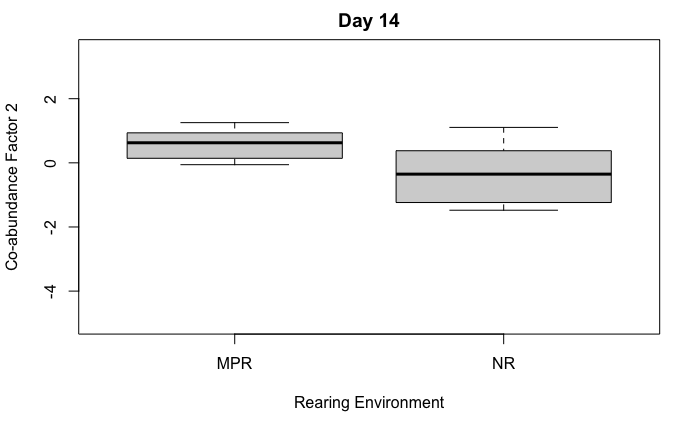 Day 14
Co-abundance Factor 2
2
0
-2
-4
MPR
NR
Rearing Environment